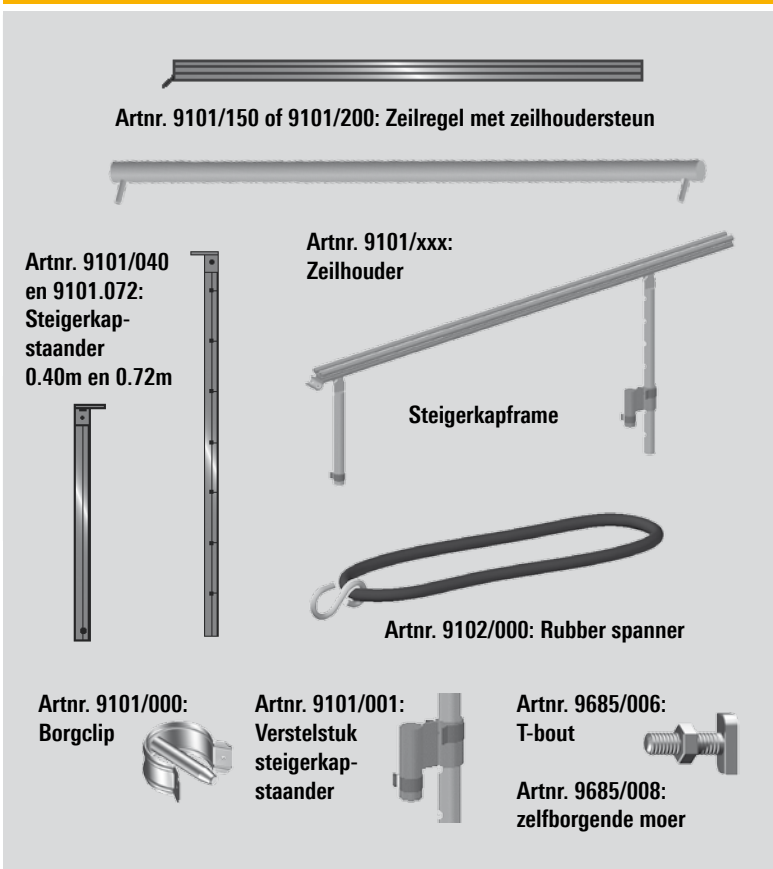 Artnr. 9101/150 of 9101/200: Zeilregel met zeilhoudersteun
Artnr. 9101/xxx:
Zeilhouder
Artnr. 9101/040
en 9101.072:
Steigerkap-
staander
0.40m en 0.72m
Steigerkapframe
Artnr. 9102/000: Rubber spanner
Artnr. 9101/000:
Borgclip
Artnr. 9101/001:
Verstelstuk
steigerkap-
staander
Artnr. 9685/006:
T-bout
Artnr. 9685/008:
zelfborgende moer